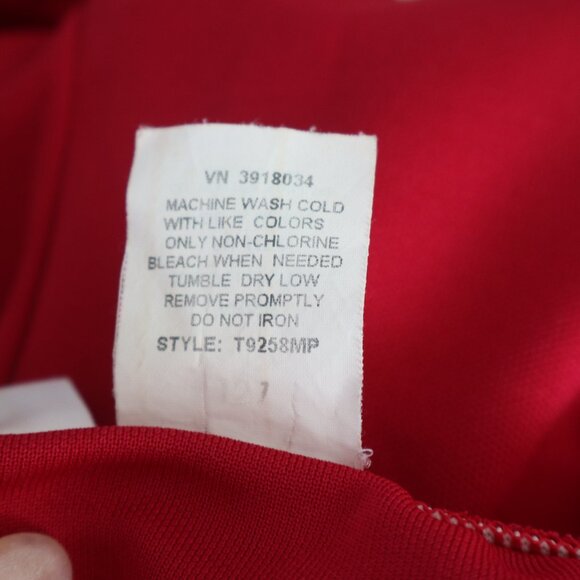 VN 3918034
MACHINE WASH COLD
WITH LIKE COLORS
ONLY NON-CHLORINE
BLEACH WHEN NEEDED
TUMBLE DRY LOW
REMOVE PROMPTLY
DO NOT IRON
STYLE: T9258MP